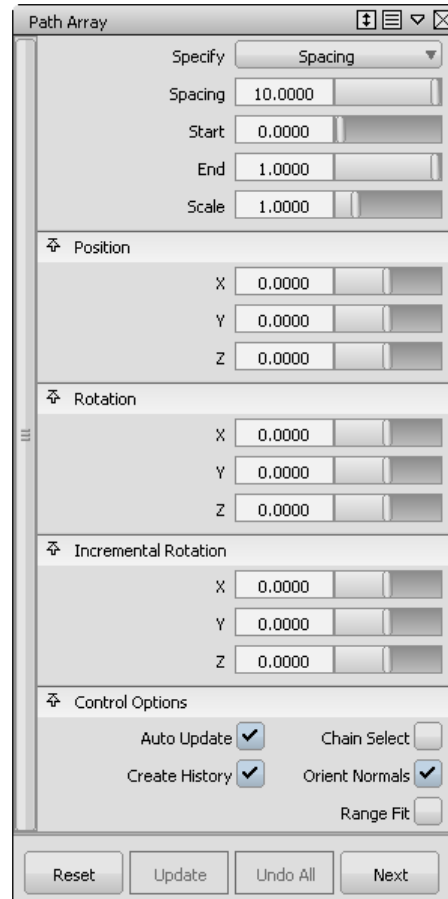 Path Array
Specify Spacing
Spacing 10.0000
Start 0.0000
End 1.0000
Scale 1.0000
Position
X 0.0000
Y 0.0000
Z 0.0000
Rotation
X 0.0000
Y 0.0000
Z 0.0000
Incremental Rotation
X 0.0000
Y 0.0000
Z 0.0000
Control Options
Auto Update Chain Select
Create History Orient Normals
Range Fit
Reset Update Undo All Next